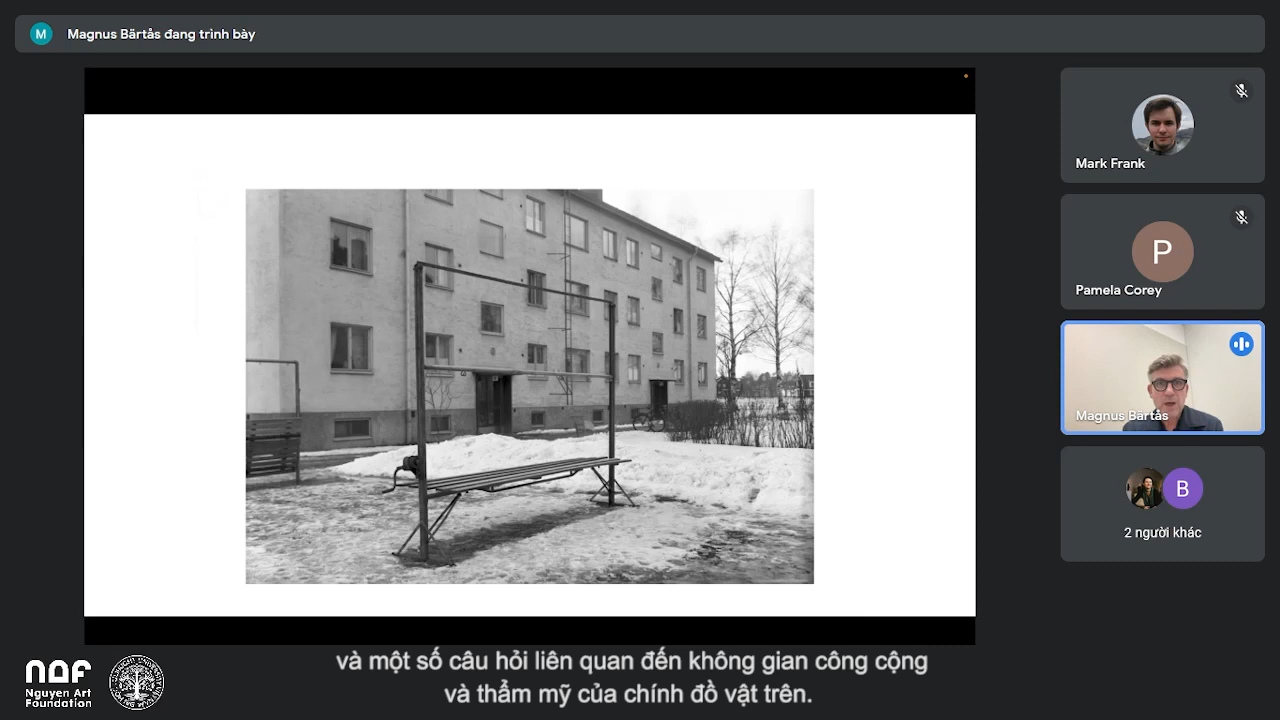 M Magnus Bärtås đang trình bày
Mark Frank
P
Pamela Corey
Magnus Bärtås
B
2 người khác
và một số câu hỏi liên quan đến không gian công cộng
và thẩm mỹ của chính đồ vật trên.
naf
Nguyen Art
Foundation